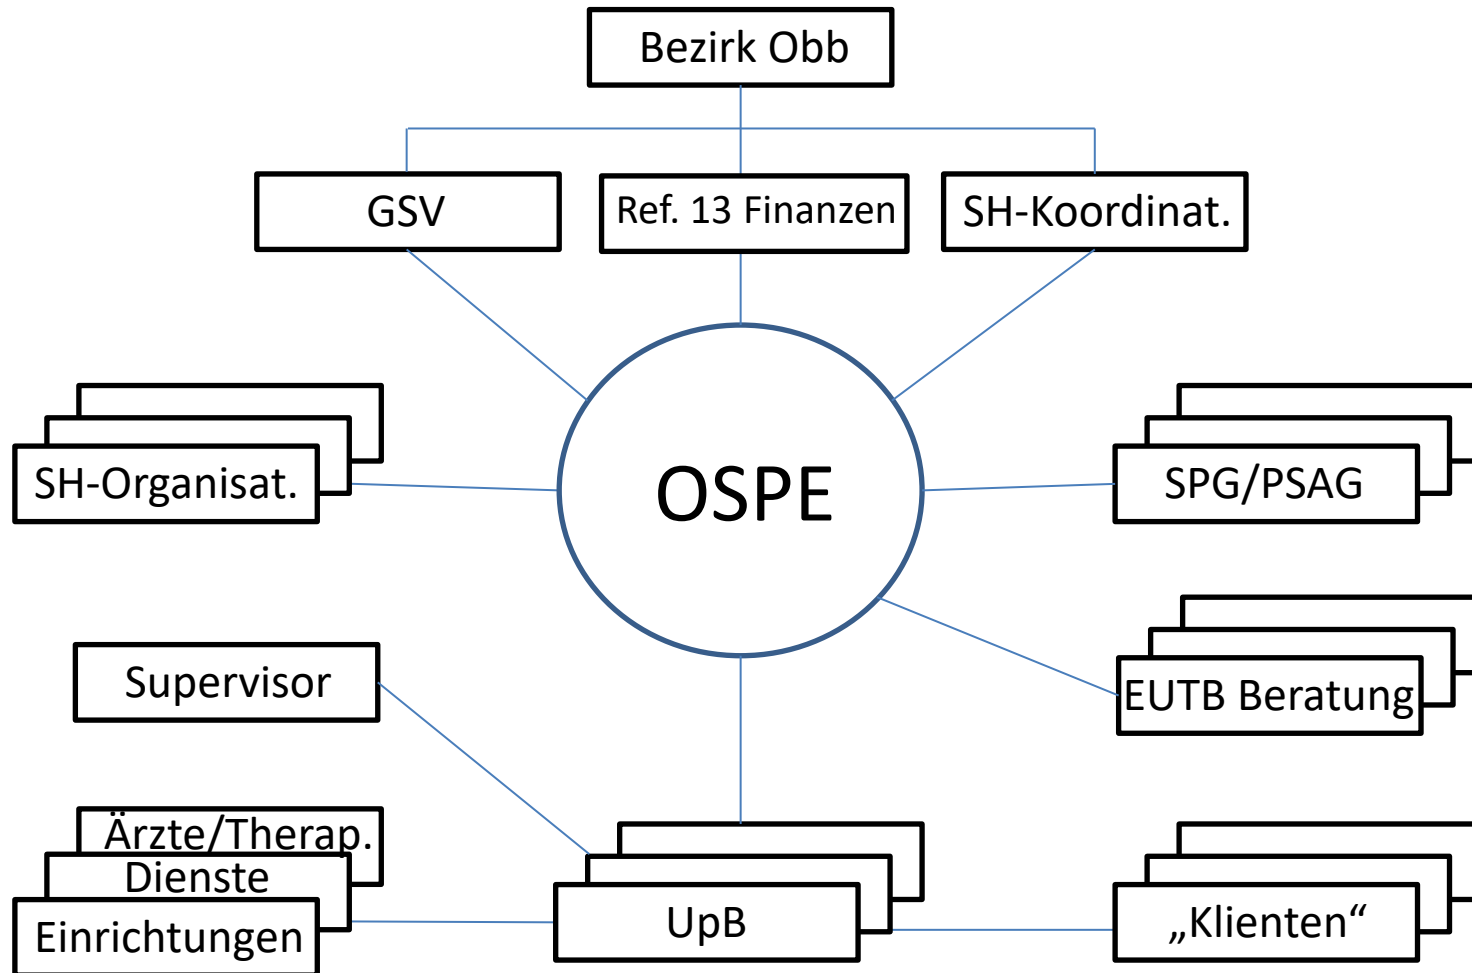 Bezirk Obb
GSV
Ref. 13 Finanzen
SH-Koordinat.
OSPE
SH-Organisat.
SPG/PSAG
Supervisor
EUTB Beratung
Ärzte/Therap.
Dienste
Einrichtungen
UpB
„Klienten“